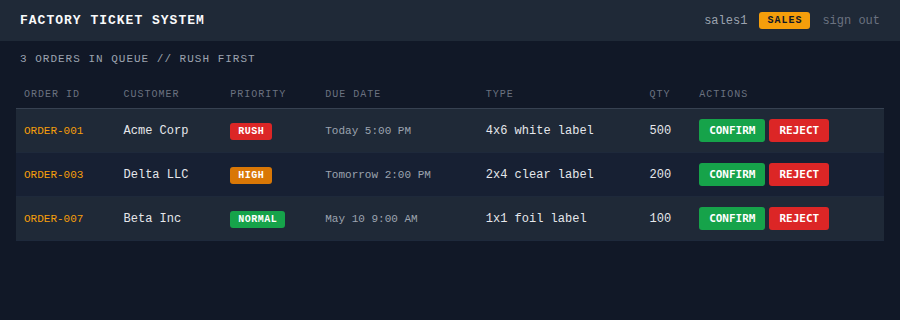 FACTORY TICKET SYSTEM sales1 SALES sign out
3 ORDERS IN QUEUE // RUSH FIRST
ORDER ID CUSTOMER PRIORITY DUE DATE TYPE QTY ACTIONS
ORDER-001 Acme Corp RUSH Today 5:00 PM 4x6 white label 500 CONFIRM REJECT
ORDER-003 Delta LLC HIGH Tomorrow 2:00 PM 2x4 clear label 200 CONFIRM REJECT
ORDER-007 Beta Inc NORMAL May 10 9:00 AM 1x1 foil label 100 CONFIRM REJECT